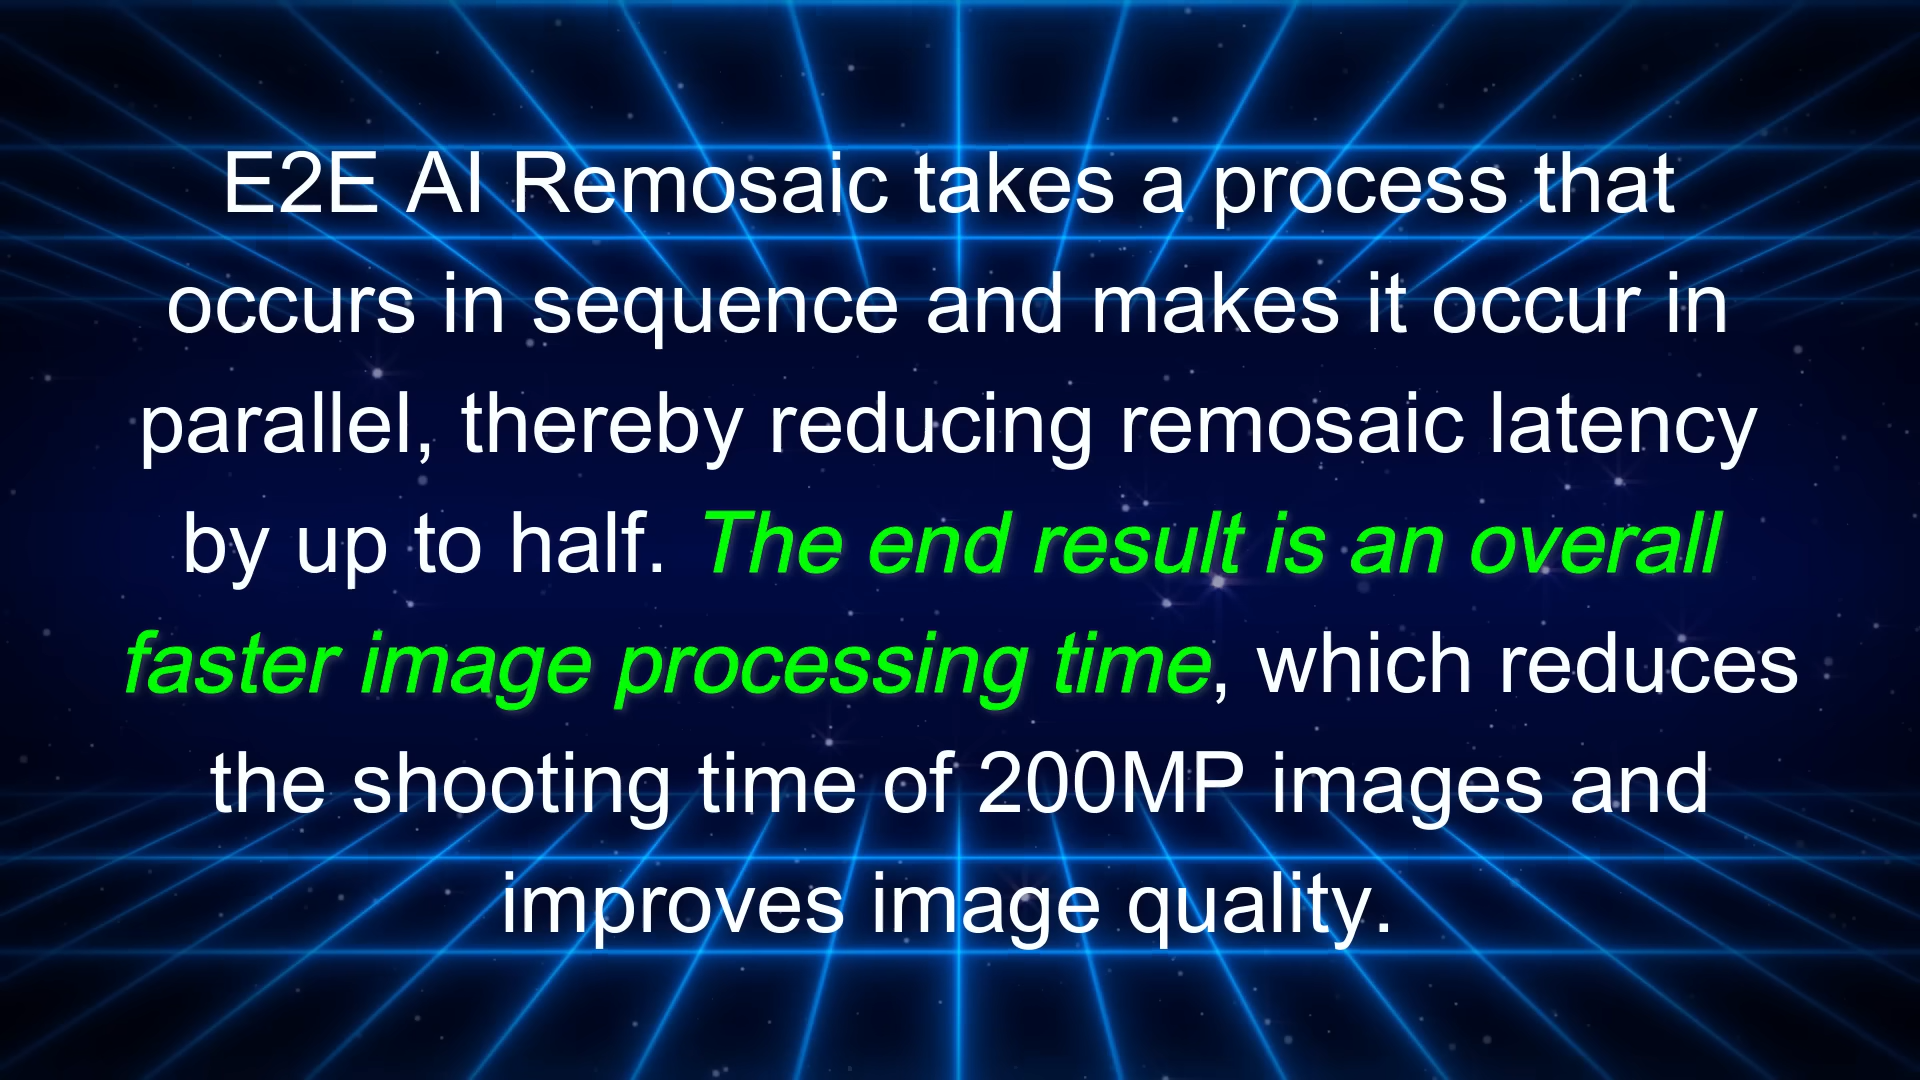 E2E AI Remosaic takes a process that
occurs in sequence and makes it occur in
parallel, thereby reducing remosaic latency
by up to half. The end result is an overall
faster image processing time, which reduces
the shooting time of 200MP images and
improves image quality.